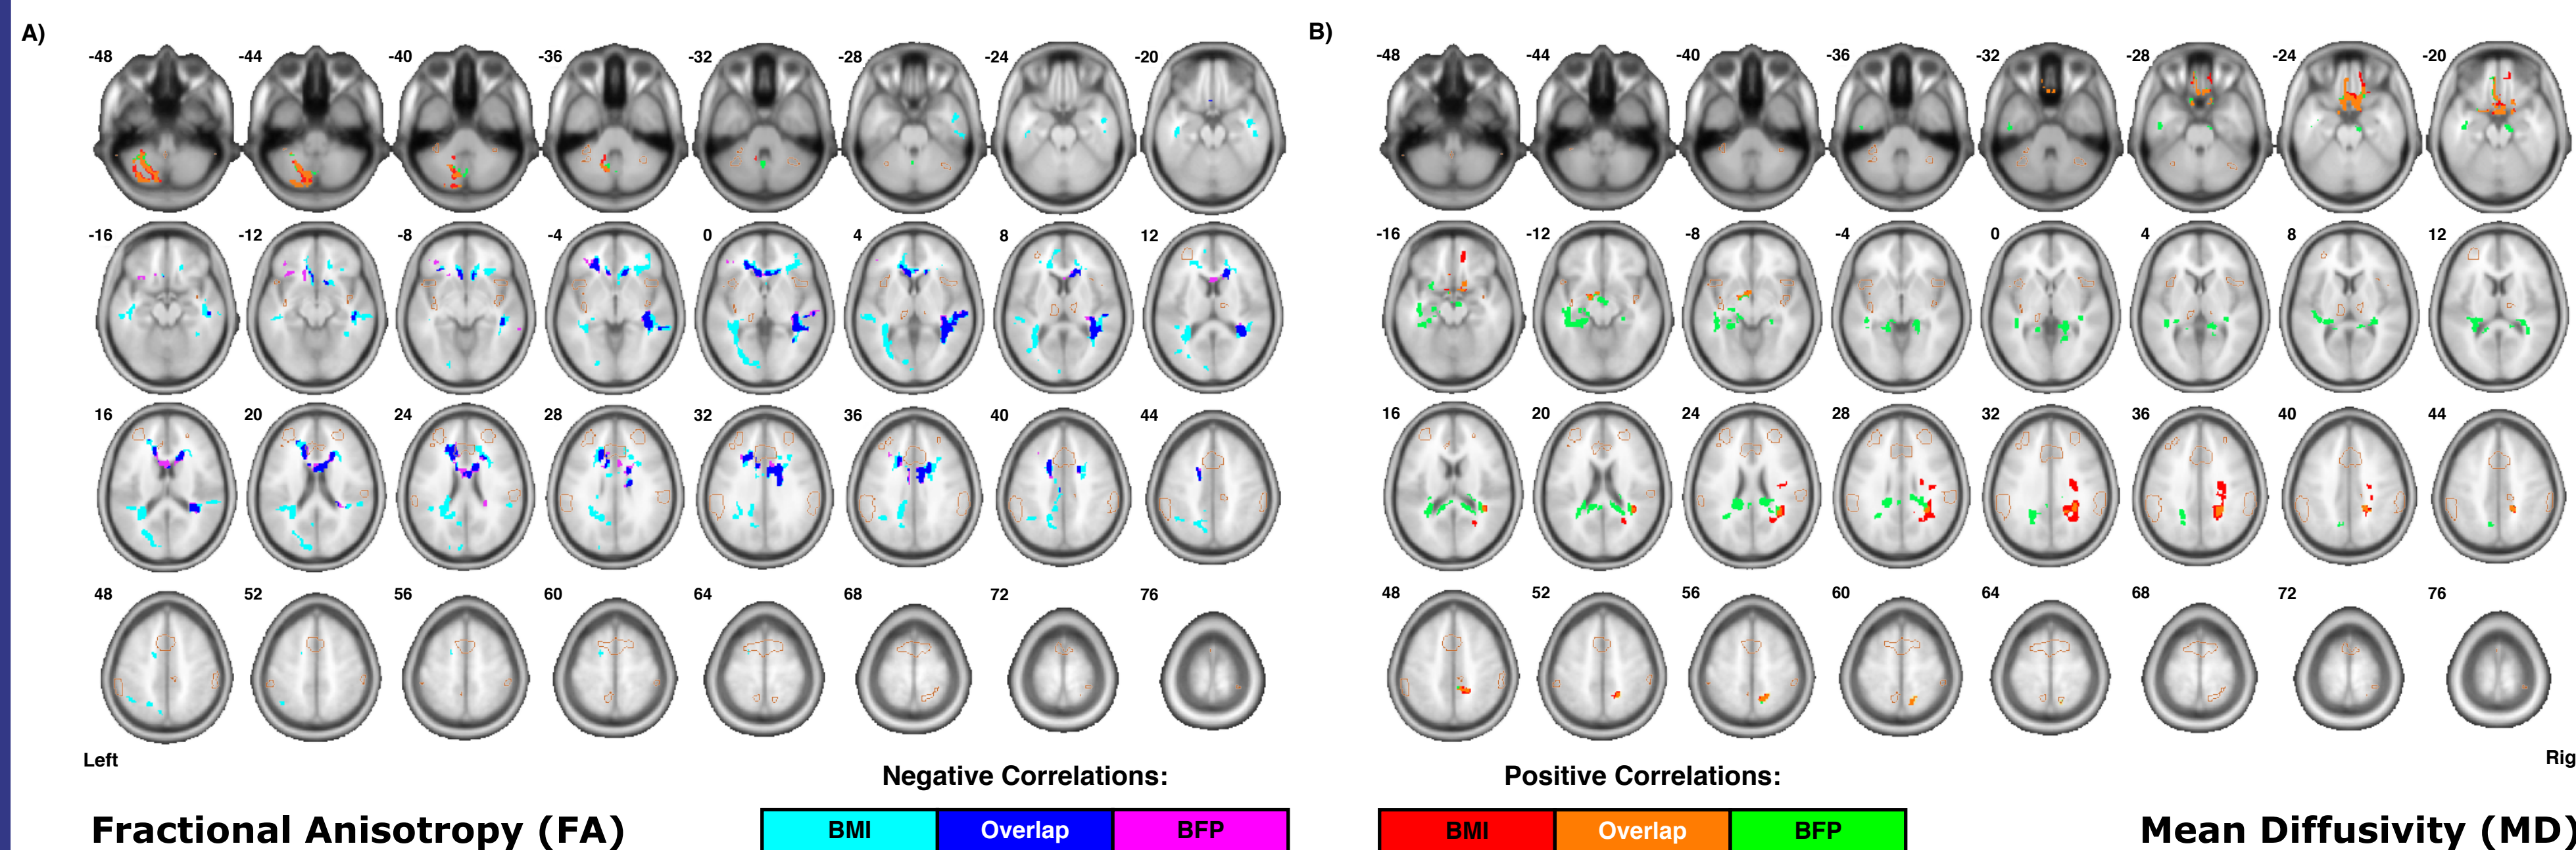 A)
-48 -44 -40 -36 -32 -28 -24 -20
-16 -12 -8 -4 0 4 8 12
16 20 24 28 32 36 40 44
48 52 56 60 64 68 72 76
Left
B)
-48 -44 -40 -36 -32 -28 -24 -20
-16 -12 -8 -4 0 4 8 12
16 20 24 28 32 36 40 44
48 52 56 60 64 68 72 76
Rig
Negative Correlations:
BMI Overlap BFP
Positive Correlations:
BMI Overlap BFP
Fractional Anisotropy (FA)
Mean Diffusivity (MD)